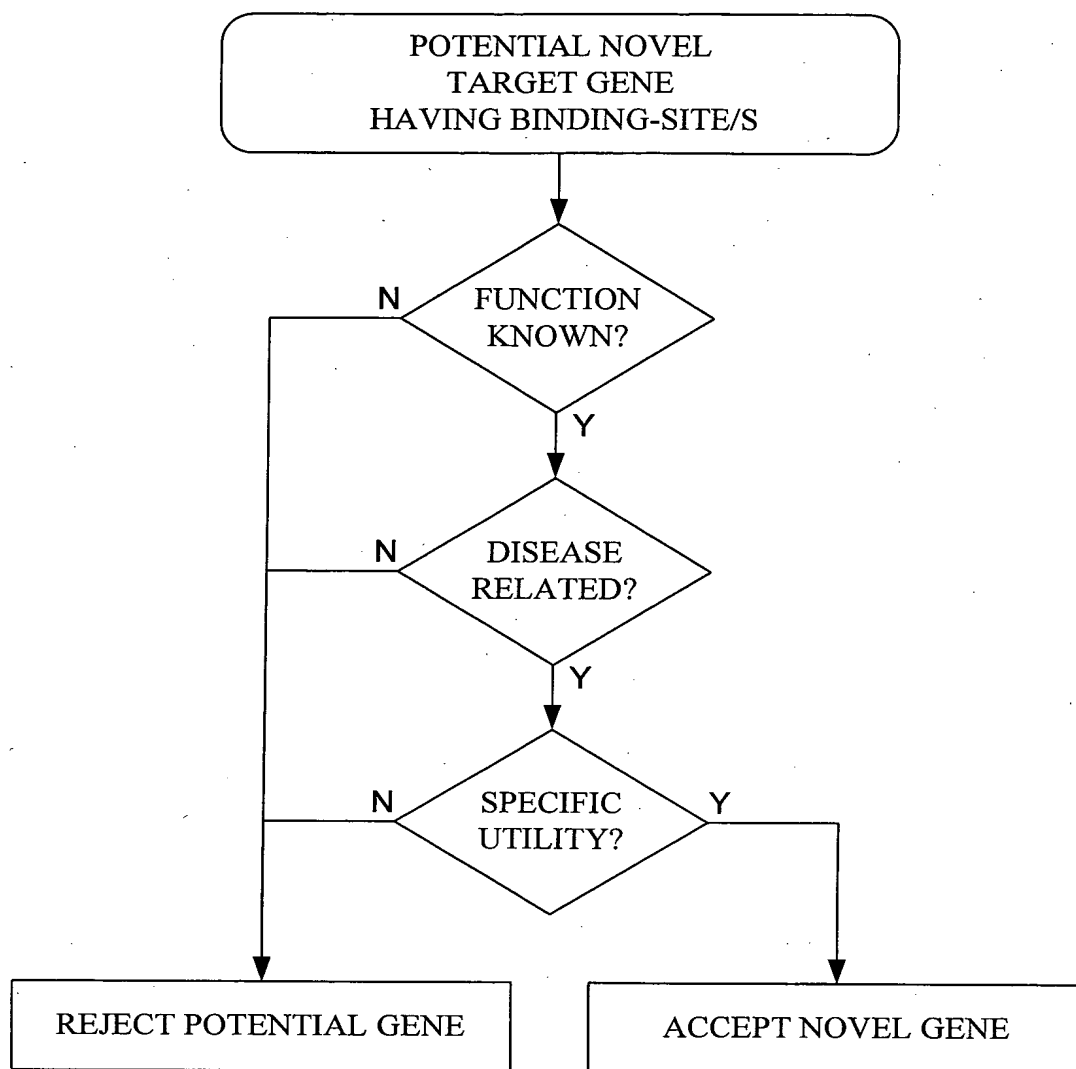 POTENTIAL NOVEL
TARGET GENE
HAVING BINDING-SITE/S
N
FUNCTION
KNOWN?
Y
N
DISEASE
RELATED?
Y
N
SPECIFIC
UTILITY?
Y
REJECT POTENTIAL GENE
ACCEPT NOVEL GENE